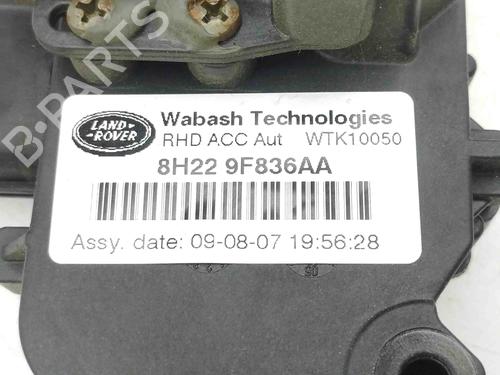 B-PARTS
LAND-
ROVER
Wabash Technologies
RHD ACC Aut WTK10050
8H22 9F836AA
Assy. date: 09-08-07 19:56:28